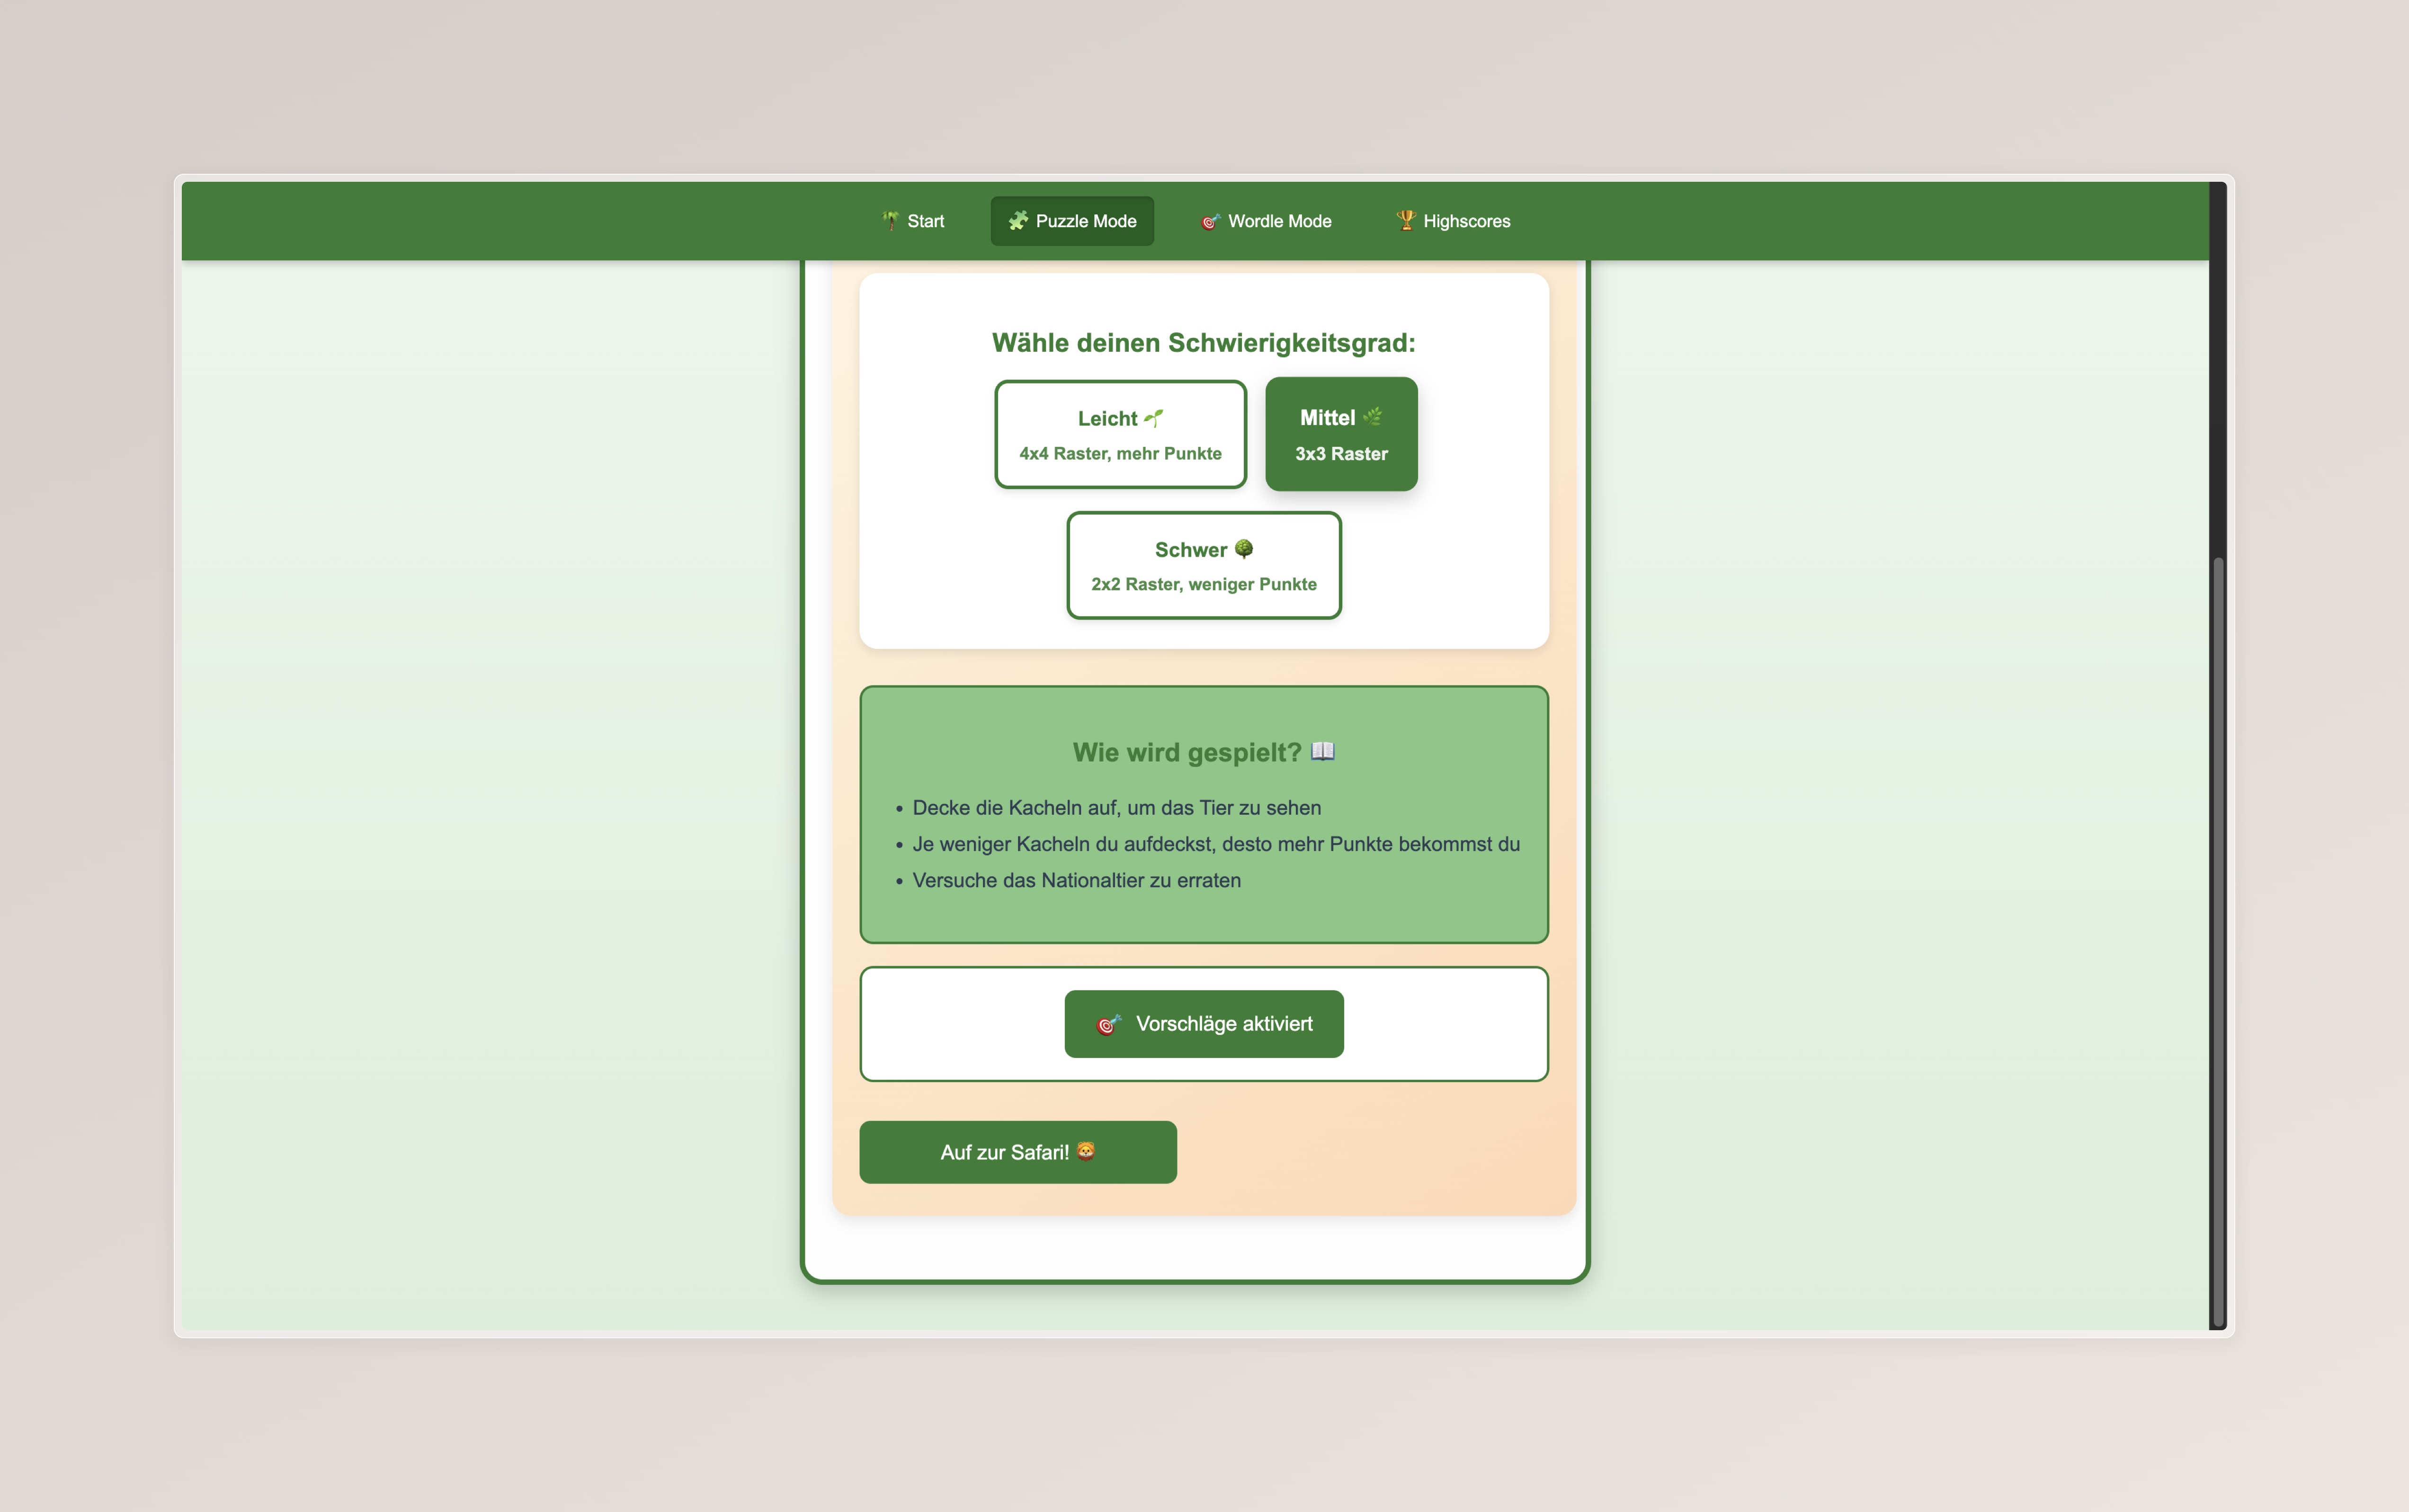 🌴 Start 🧩 Puzzle Mode 🎯 Wordle Mode 🏆 Highscores
Wähle deinen Schwierigkeitsgrad:
Leicht 🌱 Mittel 🌿
4x4 Raster, mehr Punkte 3x3 Raster
Schwer 🌳
2x2 Raster, weniger Punkte
Wie wird gespielt? 📖
• Decke die Kacheln auf, um das Tier zu sehen
• Je weniger Kacheln du aufdeckst, desto mehr Punkte bekommst du
• Versuche das Nationaltier zu erraten
🎯 Vorschläge aktiviert
Auf zur Safari! 🦁